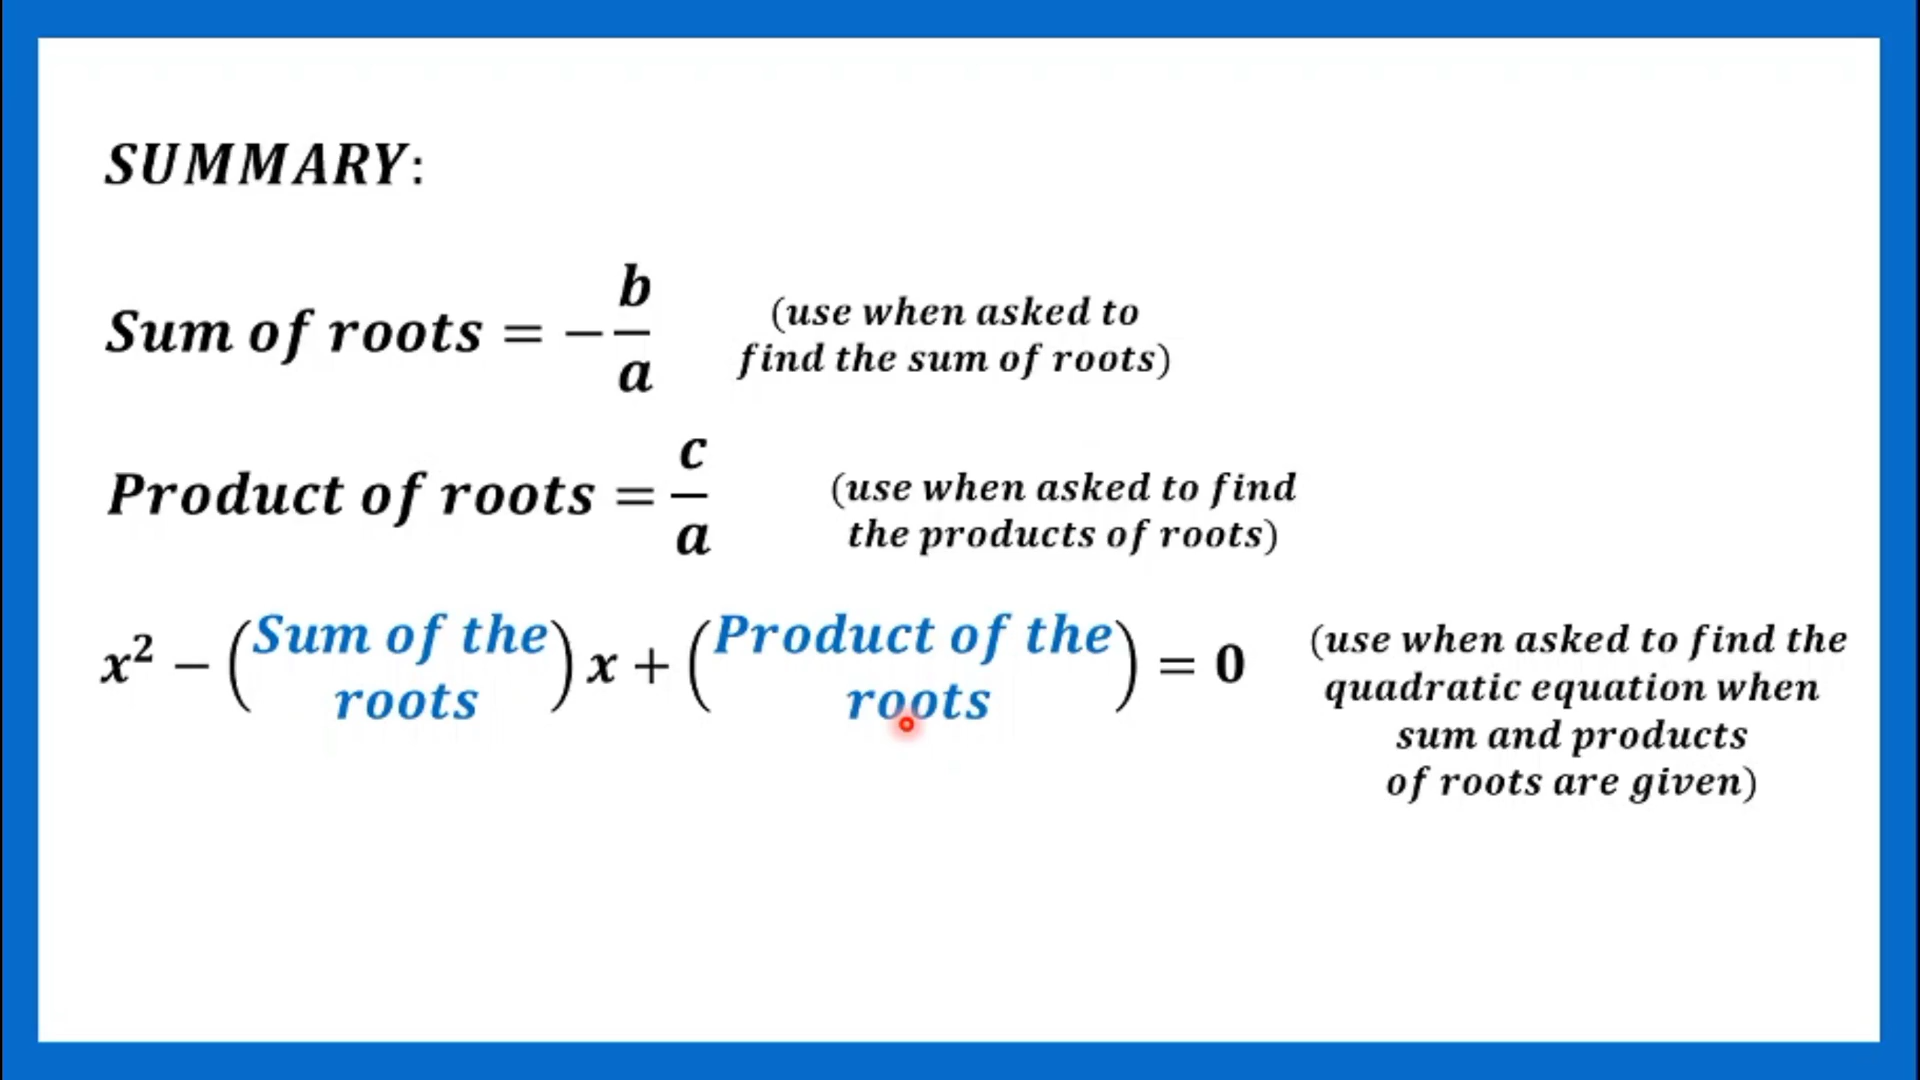 SUMMARY:
Sum of roots = −b/a
(use when asked to
find the sum of roots)
Product of roots = c/a
(use when asked to find
the products of roots)
x² − (Sum of the roots) x + (Product of the roots) = 0
(use when asked to find the
quadratic equation when
sum and products
of roots are given)